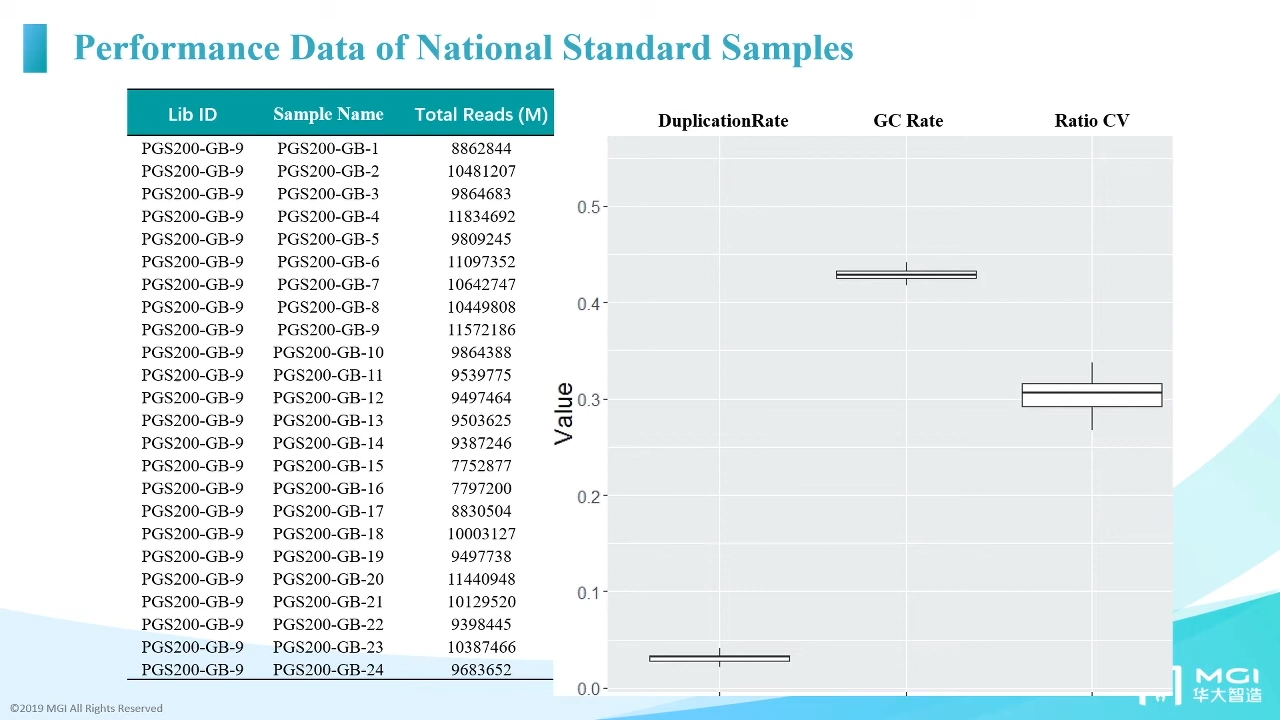 Performance Data of National Standard Samples
Lib ID Sample Name Total Reads (M)
PGS200-GB-9 PGS200-GB-1 8862844
PGS200-GB-9 PGS200-GB-2 10481207
PGS200-GB-9 PGS200-GB-3 9864683
PGS200-GB-9 PGS200-GB-4 11834692
PGS200-GB-9 PGS200-GB-5 9809245
PGS200-GB-9 PGS200-GB-6 11097352
PGS200-GB-9 PGS200-GB-7 10642747
PGS200-GB-9 PGS200-GB-8 10449808
PGS200-GB-9 PGS200-GB-9 11572186
PGS200-GB-9 PGS200-GB-10 9864388
PGS200-GB-9 PGS200-GB-11 9539775
PGS200-GB-9 PGS200-GB-12 9497464
PGS200-GB-9 PGS200-GB-13 9503625
PGS200-GB-9 PGS200-GB-14 9387246
PGS200-GB-9 PGS200-GB-15 7752877
PGS200-GB-9 PGS200-GB-16 7797200
PGS200-GB-9 PGS200-GB-17 8830504
PGS200-GB-9 PGS200-GB-18 10003127
PGS200-GB-9 PGS200-GB-19 9497738
PGS200-GB-9 PGS200-GB-20 11440948
PGS200-GB-9 PGS200-GB-21 10129520
PGS200-GB-9 PGS200-GB-22 9398445
PGS200-GB-9 PGS200-GB-23 10387466
PGS200-GB-9 PGS200-GB-24 9683652
DuplicationRate GC Rate Ratio CV
Value
0.5
0.4
0.3
0.2
0.1
0.0
MGI
华大智造
©2019 MGI All Rights Reserved